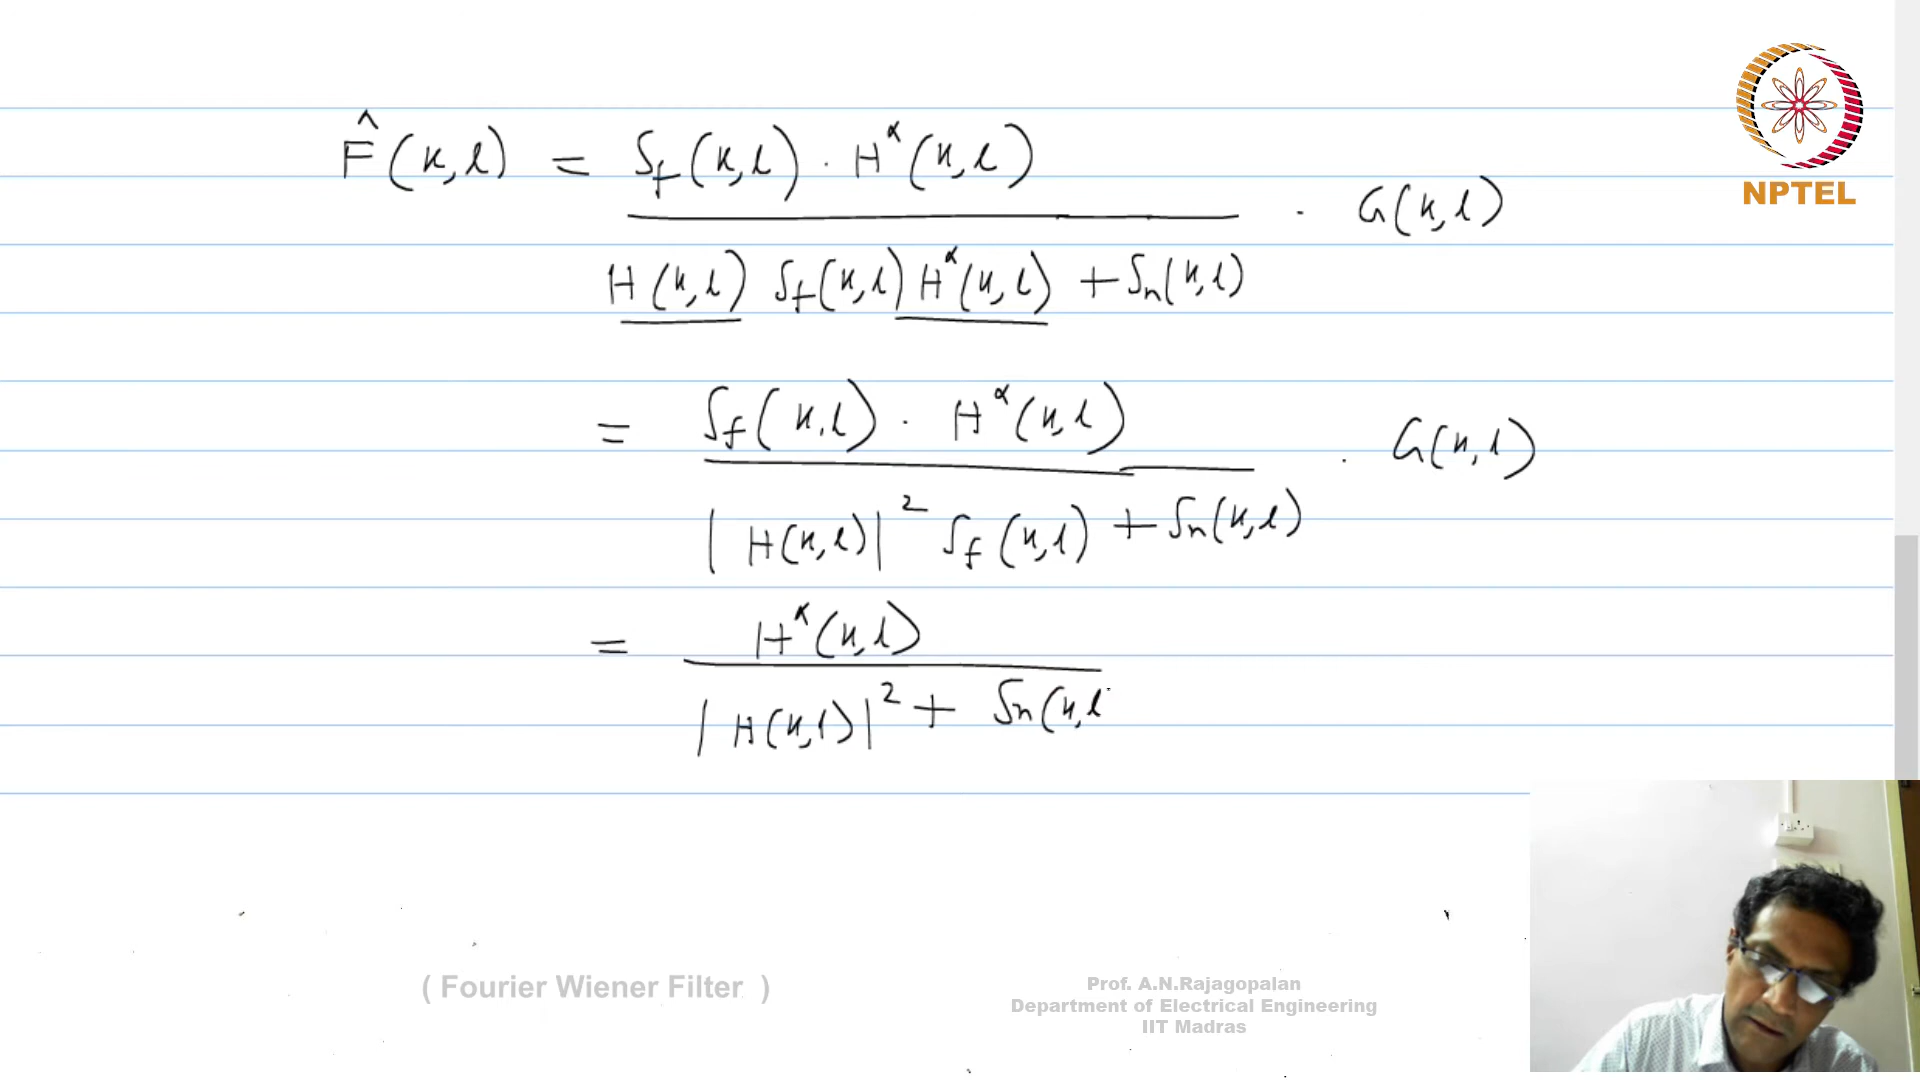 F̂(k,l) = S_f(k,l) . H*(k,l)
. G(k,l)
H(k,l) S_f(k,l) H*(k,l) + S_n(k,l)
= S_f(k,l) . H*(k,l)
. G(k,l)
|H(k,l)|² S_f(k,l) + S_n(k,l)
= H*(k,l)
|H(k,l)|² + S_n(k,l
NPTEL
( Fourier Wiener Filter )
Prof. A.N.Rajagopalan
Department of Electrical Engineering
IIT Madras